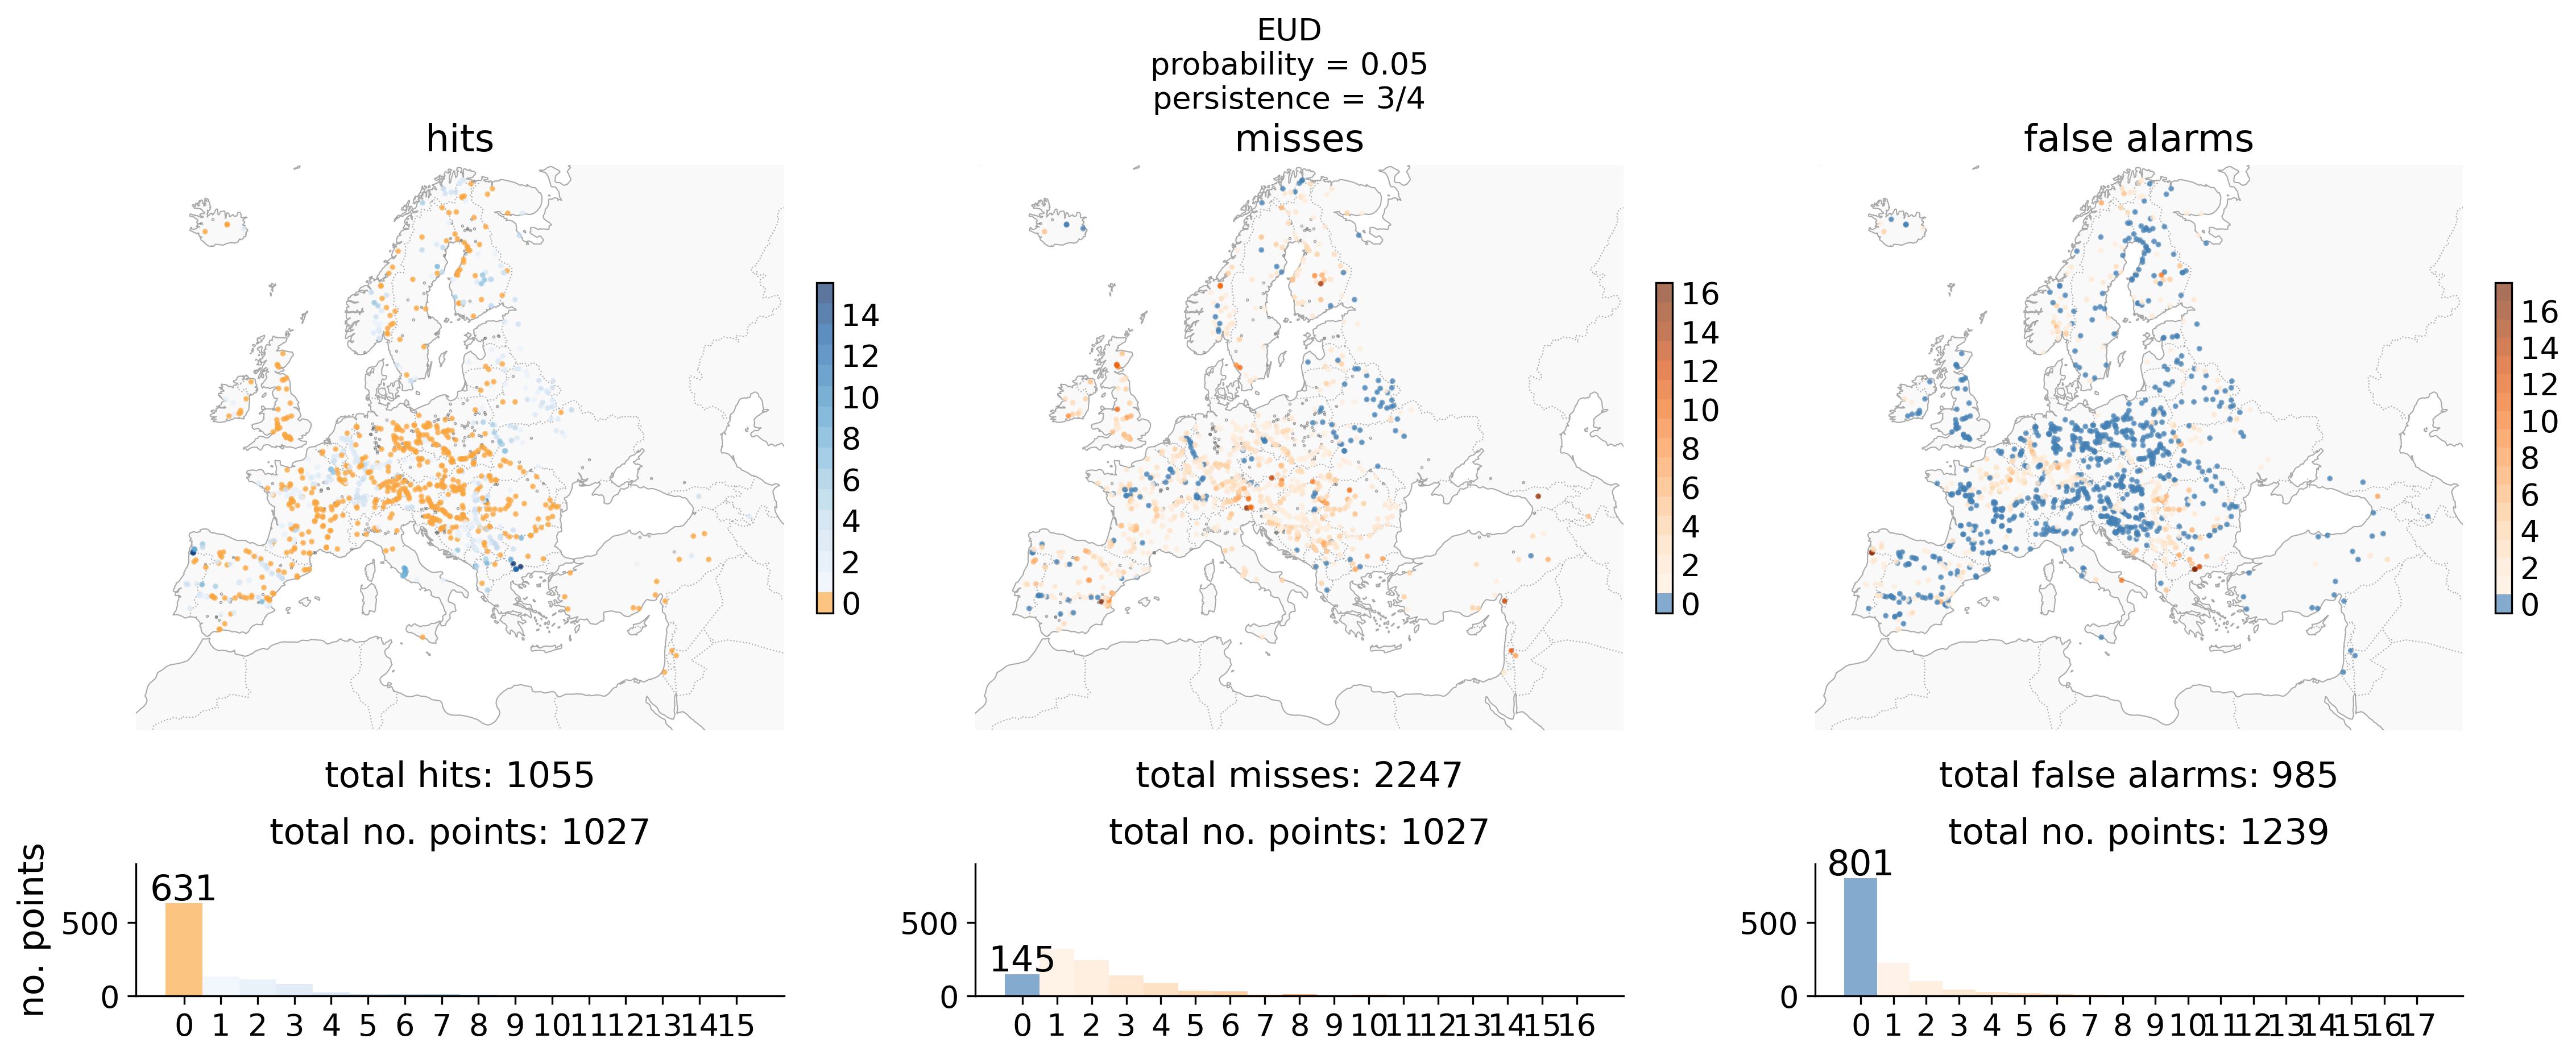 EUD
probability = 0.05
persistence = 3/4
hits
misses
false alarms
14
12
10
8
6
4
2
0
16
14
12
10
8
6
4
2
0
16
14
12
10
8
6
4
2
0
total hits: 1055
total misses: 2247
total false alarms: 985
total no. points: 1027
total no. points: 1027
total no. points: 1239
no. points
631
500
0
0 1 2 3 4 5 6 7 8 9 10 11 12 13 14 15
145
500
0
0 1 2 3 4 5 6 7 8 9 10 11 12 13 14 15 16
801
500
0
0 1 2 3 4 5 6 7 8 9 10 11 12 13 14 15 16 17